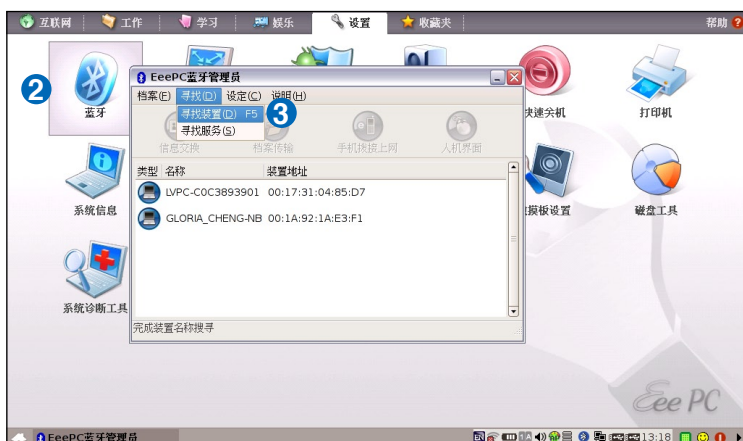 互联网 工作 学习 娱乐 设置 收藏夹 帮助 ?
2
蓝牙
EeePC蓝牙管理员
档案(F) 寻找(D) 设定(C) 说明(H)
寻找装置(D) F5
3
寻找服务(S)
信息交换 档案传输 手机拨接上网 人机界面
快速关机
打印机
类型 名称 装置地址
LVPC-C0C3893901 00:17:31:04:85:D7
GLORIA_CHENG-NB 00:1A:92:1A:E3:F1
系统信息
摸板设置
磁盘工具
系统诊断工具
完成装置名称搜寻
Eee PC
EeePC蓝牙管理员
13:18